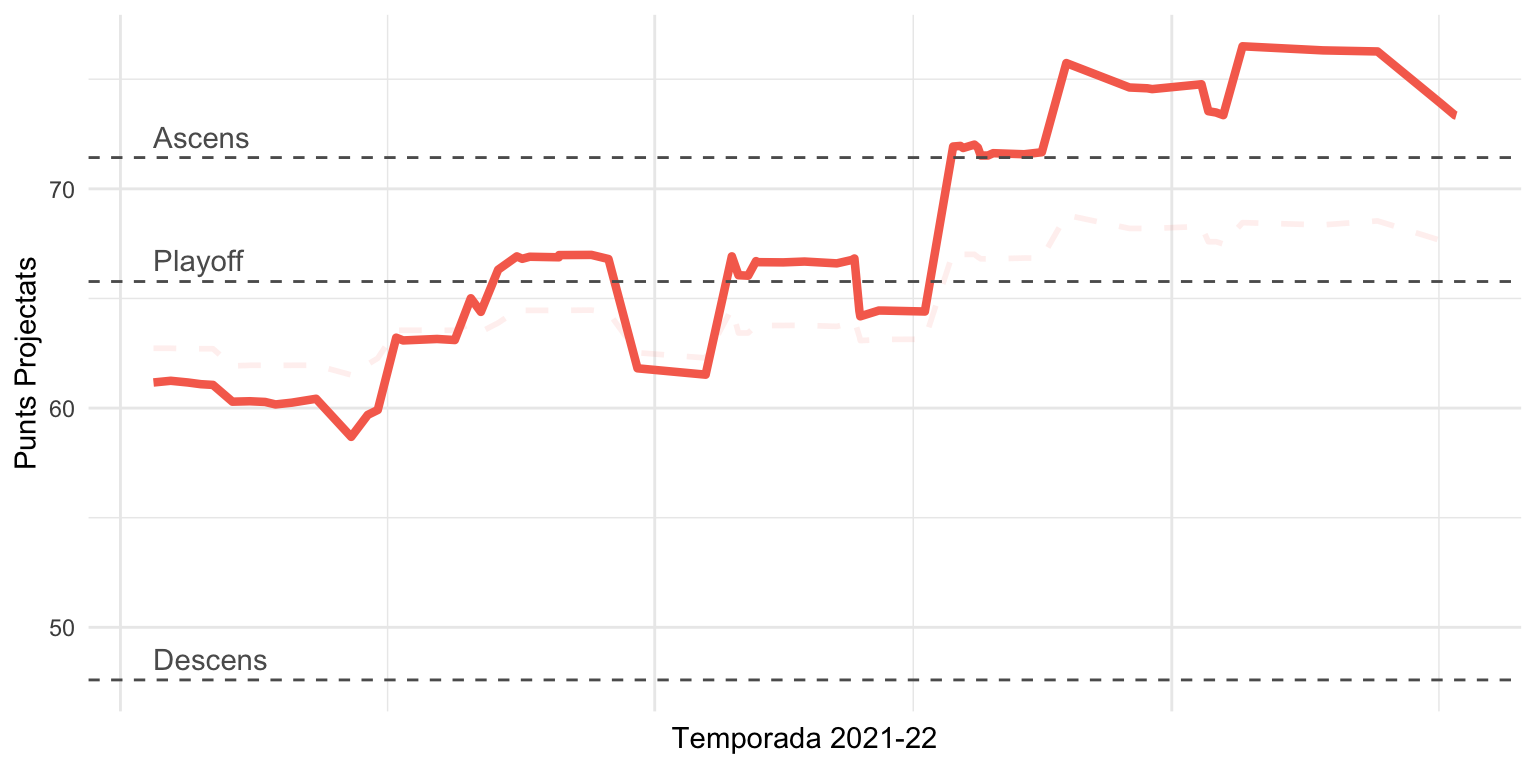 Ascens
70
Playoff
60
50
Descens
Punts Projectats
Temporada 2021-22